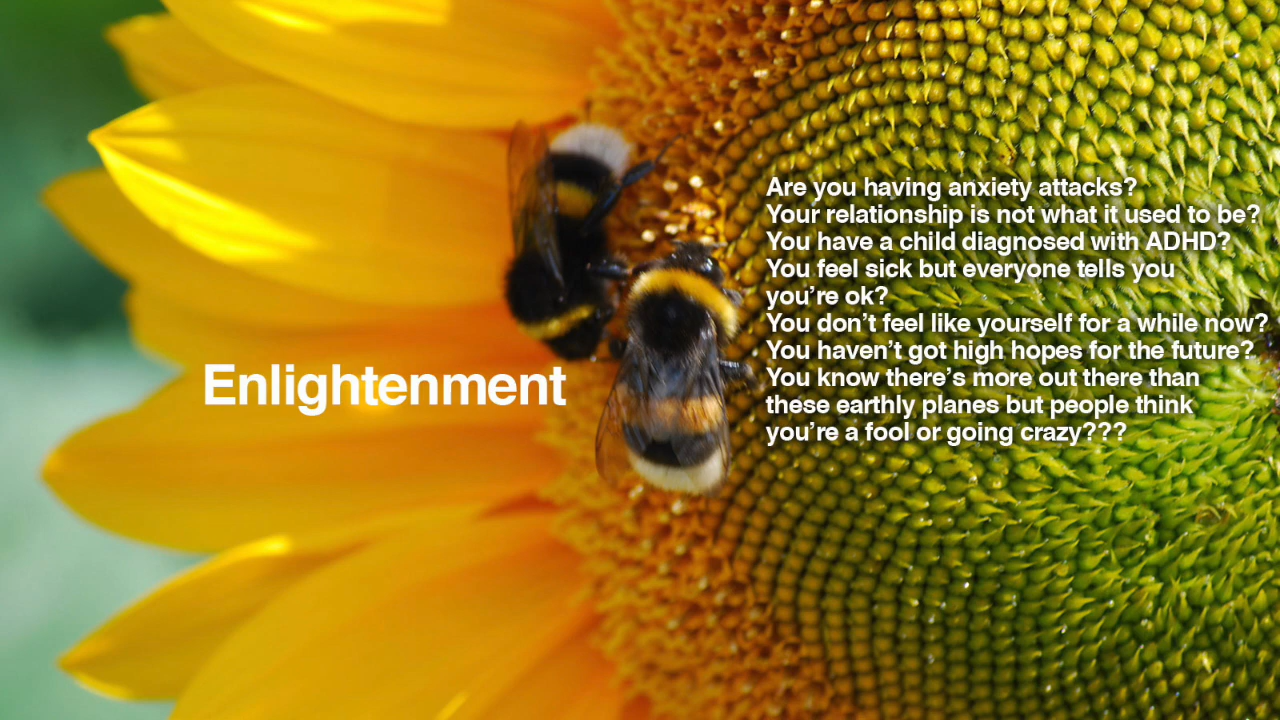 Enlightenment
Are you having anxiety attacks?
Your relationship is not what it used to be?
You have a child diagnosed with ADHD?
You feel sick but everyone tells you
you’re ok?
You don’t feel like yourself for a while now?
You haven’t got high hopes for the future?
You know there’s more out there than
these earthly planes but people think
you’re a fool or going crazy???